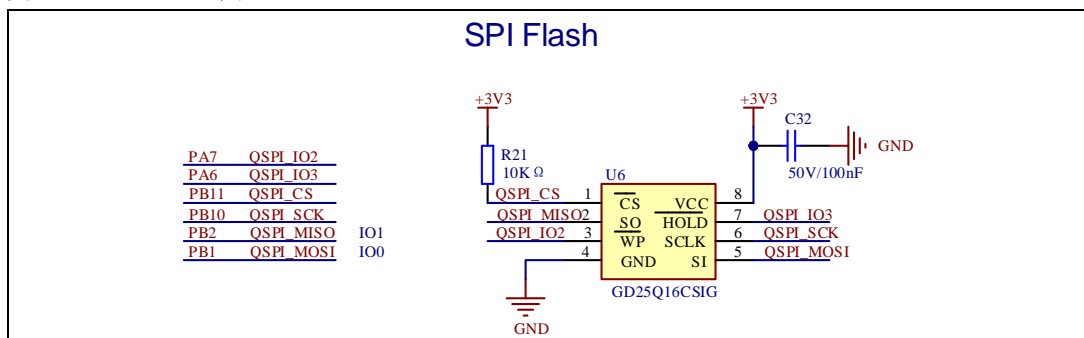 SPI Flash
+3V3
+3V3
C32
GND
50V/100nF
R21
10KΩ
PA7 QSPI_IO2
PA6 QSPI_IO3
PB11 QSPI_CS
PB10 QSPI_SCK
PB2 QSPI_MISO IO1
PB1 QSPI_MOSI IO0
U6
QSPI_CS 1 CS VCC 8
QSPI_MISO 2 SO HOLD 7 QSPI_IO3
QSPI_IO2 3 WP SCLK 6 QSPI_SCK
4 GND SI 5 QSPI_MOSI
GD25Q16CSIG
GND